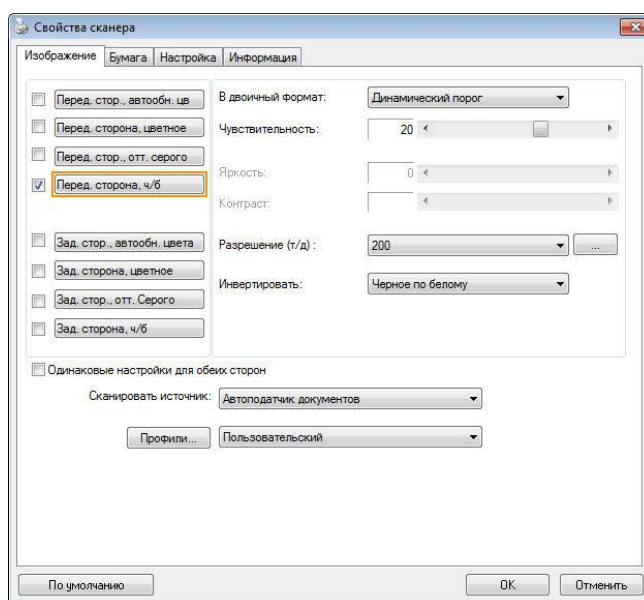 Свойства сканера
Изображение Бумага Настройка Информация
Перед. стор., автообн. цв
Перед. сторона, цветное
Перед. стор., отт. серого
Перед. сторона, ч/б
Зад. стор., автообн. цвета
Зад. сторона, цветное
Зад. стор., отт. Серого
Зад. сторона, ч/б
В двоичный формат: Динамический порог
Чувствительность: 20
Яркость: 0
Контраст:
Разрешение (т/д) : 200 ...
Инвертировать: Черное по белому
Одинаковые настройки для обеих сторон
Сканировать источник: Автоподатчик документов
Профили... Пользовательский
По умолчанию OK Отменить